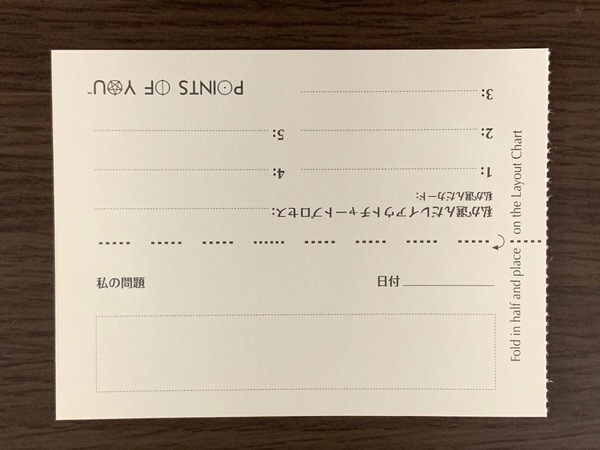 私が選んだレイアウトチャートプロセス:
私が選んだカード:
1: 4:
2: 5:
3:
POINTS OF YOU™
私の問題 日付
Fold in half and place on the Layout Chart